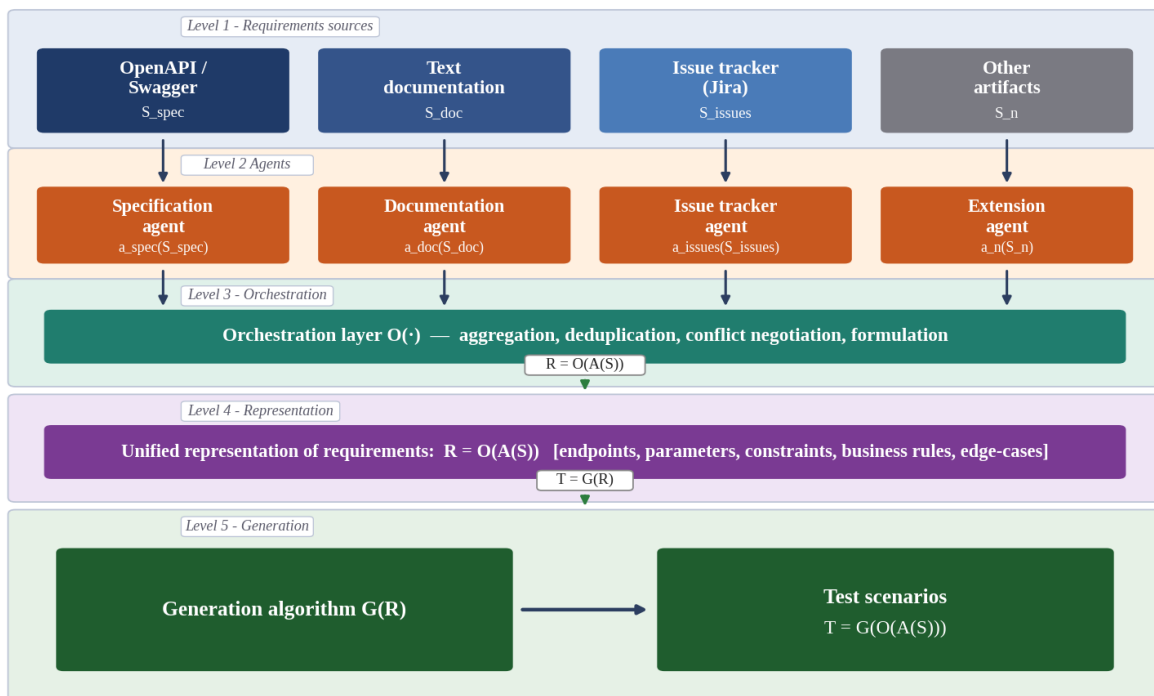 Level 1 - Requirements sources
OpenAPI /
Swagger
S_spec
Text
documentation
S_doc
Issue tracker
(Jira)
S_issues
Other
artifacts
S_n
Level 2 Agents
Specification
agent
a_spec(S_spec)
Documentation
agent
a_doc(S_doc)
Issue tracker
agent
a_issues(S_issues)
Extension
agent
a_n(S_n)
Level 3 - Orchestration
Orchestration layer O(·) — aggregation, deduplication, conflict negotiation, formulation
R = O(A(S))
Level 4 - Representation
Unified representation of requirements: R = O(A(S)) [endpoints, parameters, constraints, business rules, edge-cases]
T = G(R)
Level 5 - Generation
Generation algorithm G(R)
Test scenarios
T = G(O(A(S)))